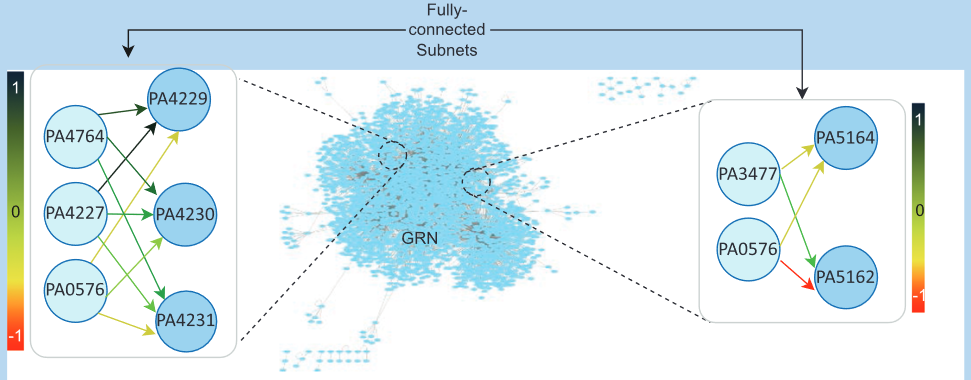 Fully-
connected
Subnets
1
0
-1
PA4764
PA4227
PA0576
PA4229
PA4230
PA4231
GRN
PA3477
PA0576
PA5164
PA5162
1
0
-1